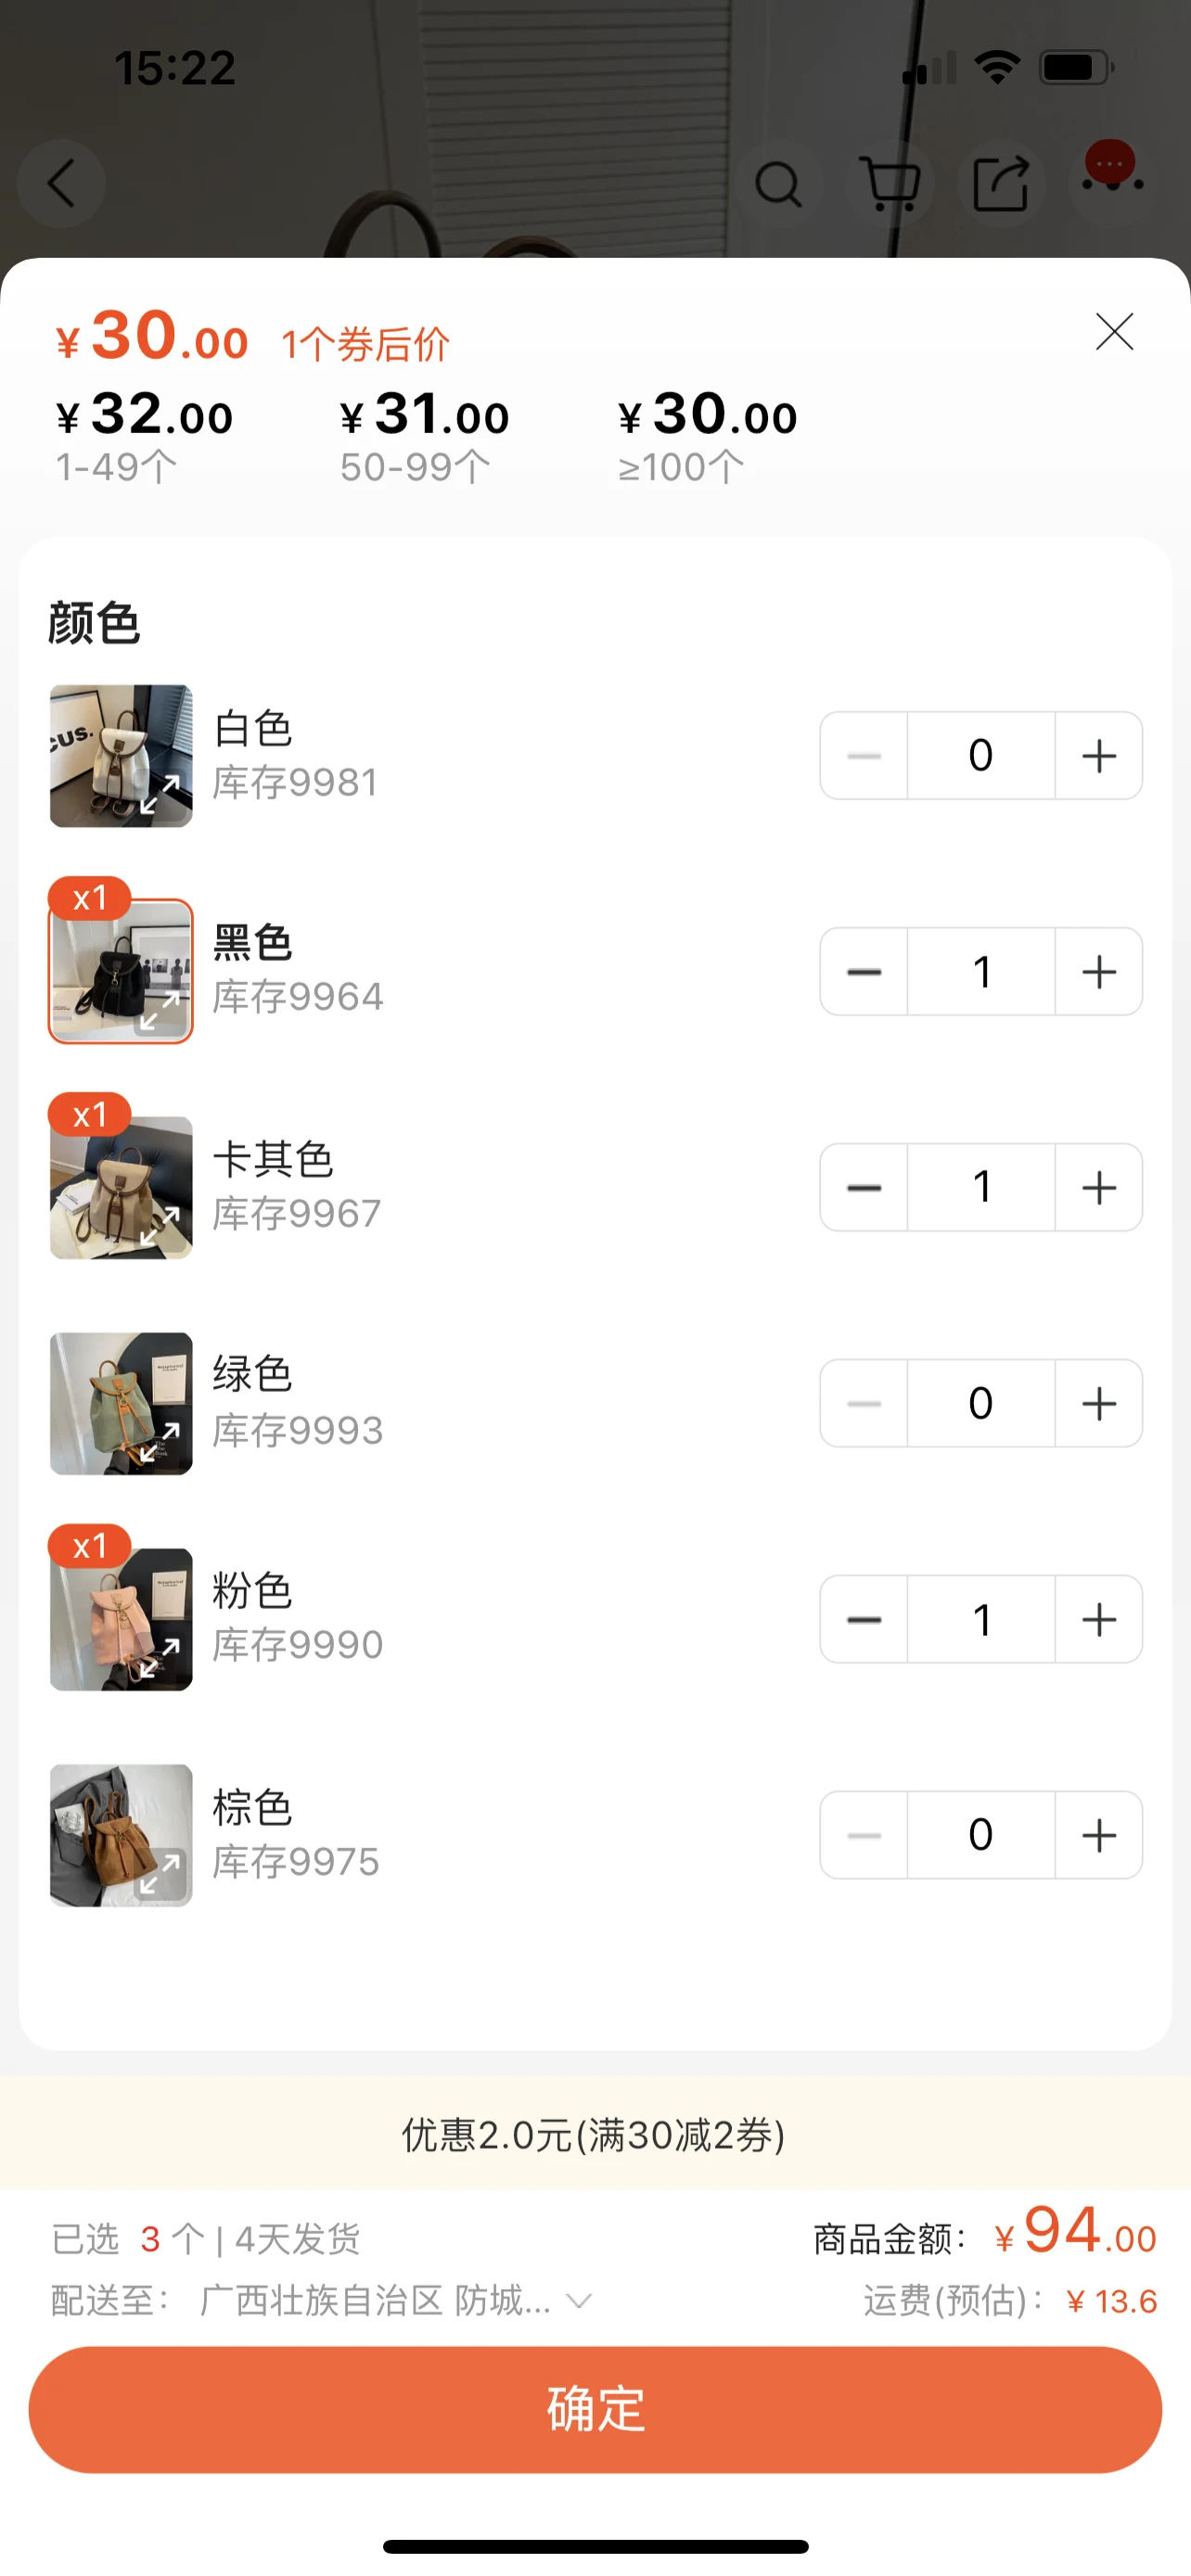 15:22
¥30.00 1个券后价
¥32.00 ¥31.00 ¥30.00
1-49个 50-99个 ≥100个
颜色
白色
库存9981
0
x1
黑色
库存9964
1
x1
卡其色
库存9967
1
绿色
库存9993
0
x1
粉色
库存9990
1
棕色
库存9975
0
优惠2.0元(满30减2券)
已选 3 个 | 4天发货 商品金额: ¥94.00
配送至: 广西壮族自治区 防城... 运费(预估): ¥13.6
确定